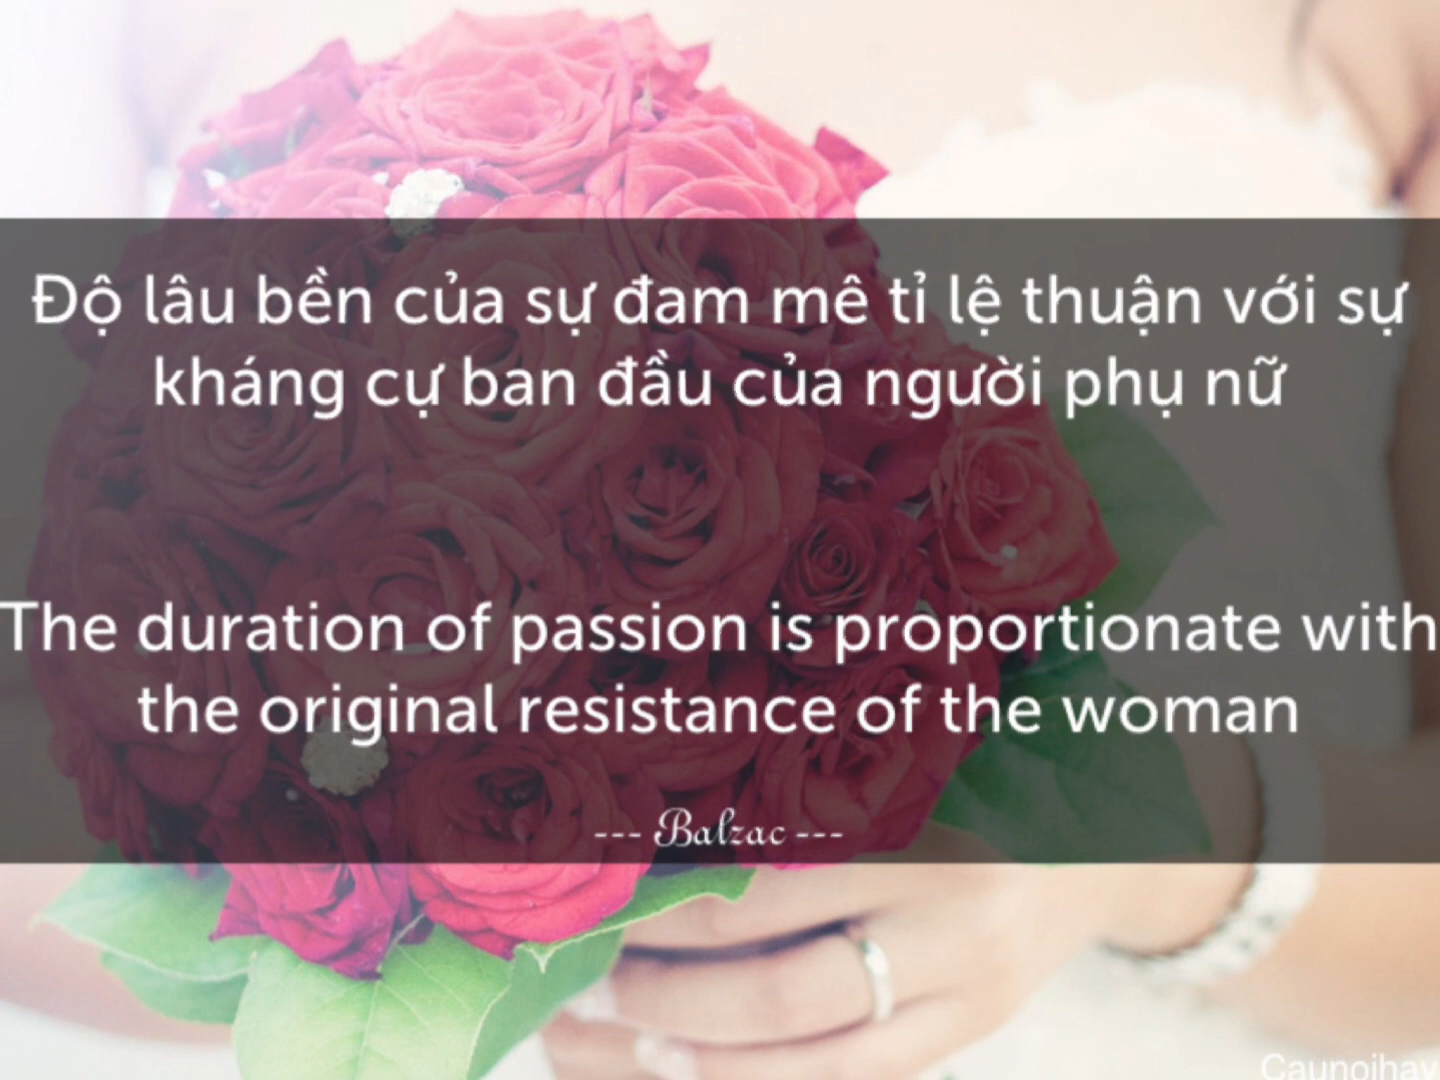 Độ lâu bền của sự đam mê tỉ lệ thuận với sự
kháng cự ban đầu của người phụ nữ
The duration of passion is proportionate with
the original resistance of the woman
--- Balzac ---
Caunoihay